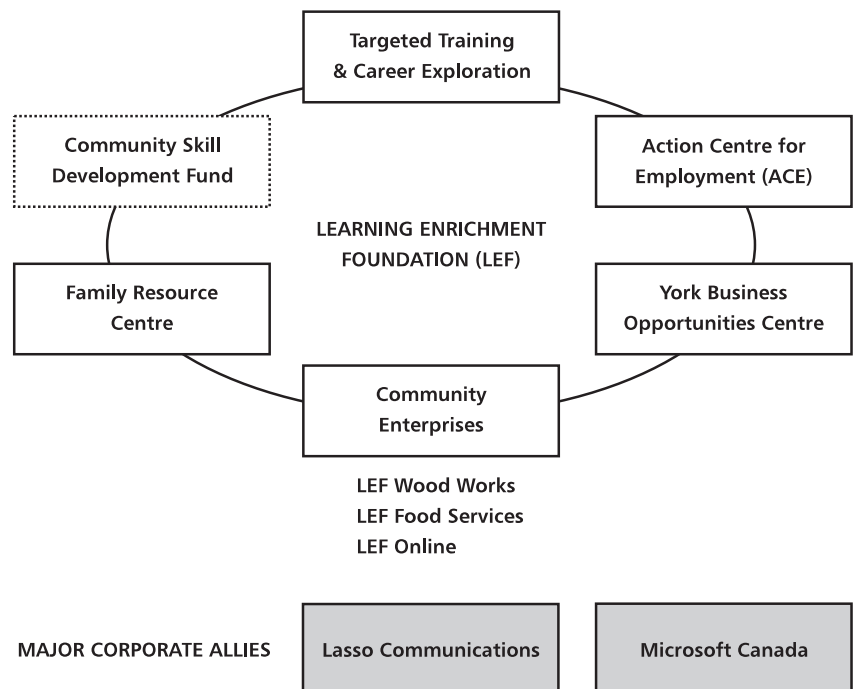 Targeted Training
& Career Exploration
Community Skill
Development Fund
Action Centre for
Employment (ACE)
LEARNING ENRICHMENT
FOUNDATION (LEF)
Family Resource
Centre
York Business
Opportunities Centre
Community
Enterprises
LEF Wood Works
LEF Food Services
LEF Online
MAJOR CORPORATE ALLIES
Lasso Communications
Microsoft Canada